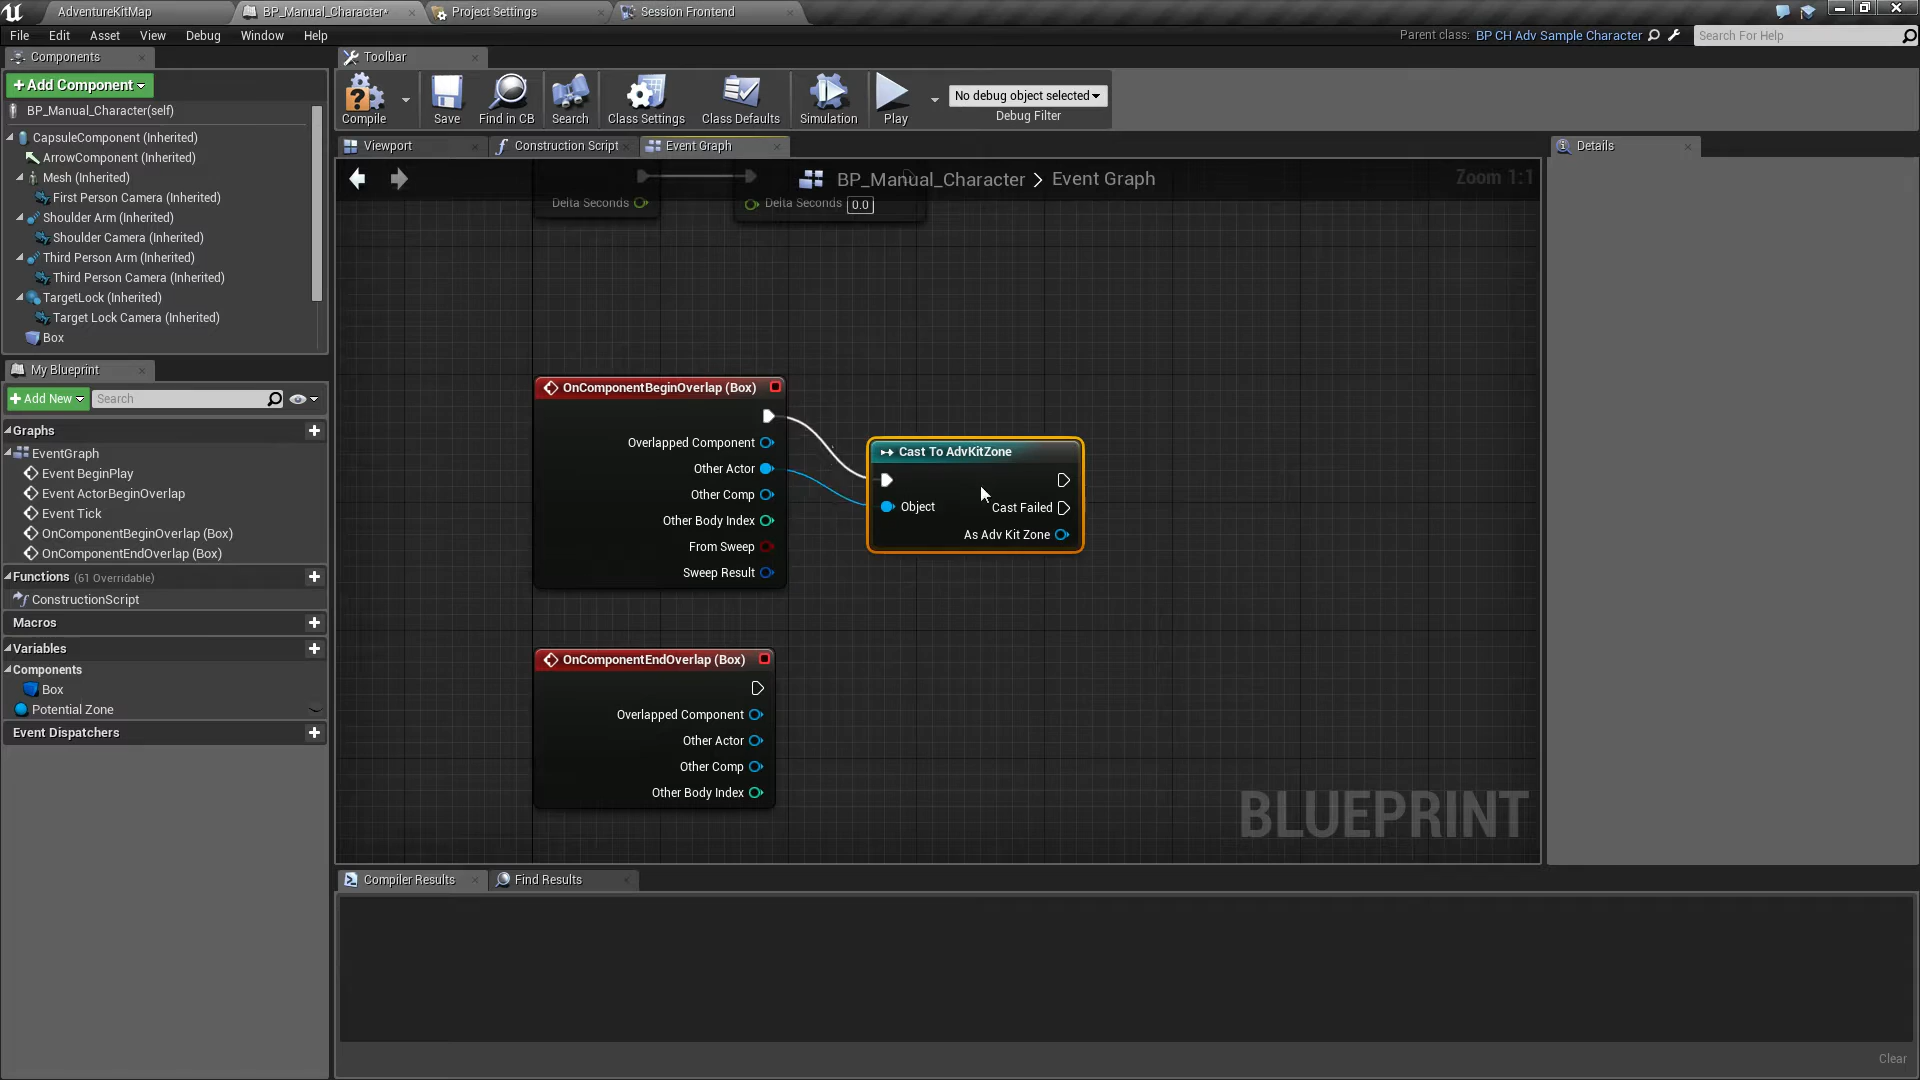 AdventureKitMap
BP_Manual_Character*
Project Settings
Session Frontend
File Edit Asset View Debug Window Help
Parent class: BP CH Adv Sample Character
Search For Help
Components
Toolbar
+Add Component
BP_Manual_Character(self)
CapsuleComponent (Inherited)
ArrowComponent (Inherited)
Mesh (Inherited)
First Person Camera (Inherited)
Shoulder Arm (Inherited)
Shoulder Camera (Inherited)
Third Person Arm (Inherited)
Third Person Camera (Inherited)
TargetLock (Inherited)
Target Lock Camera (Inherited)
Box
Compile
Save
Find in CB
Search
Class Settings
Class Defaults
Simulation
Play
No debug object selected
Debug Filter
Viewport
Construction Script
Event Graph
Details
BP_Manual_Character > Event Graph
Zoom 1:1
Delta Seconds
Delta Seconds 0.0
My Blueprint
+Add New
Search
Graphs
EventGraph
Event BeginPlay
Event ActorBeginOverlap
Event Tick
OnComponentBeginOverlap (Box)
OnComponentEndOverlap (Box)
Functions (61 Overridable)
ConstructionScript
Macros
Variables
Components
Box
Potential Zone
Event Dispatchers
OnComponentBeginOverlap (Box)
Overlapped Component
Other Actor
Other Comp
Other Body Index
From Sweep
Sweep Result
Cast To AdvKitZone
Object
Cast Failed
As Adv Kit Zone
OnComponentEndOverlap (Box)
Overlapped Component
Other Actor
Other Comp
Other Body Index
BLUEPRINT
Compiler Results
Find Results
Clear